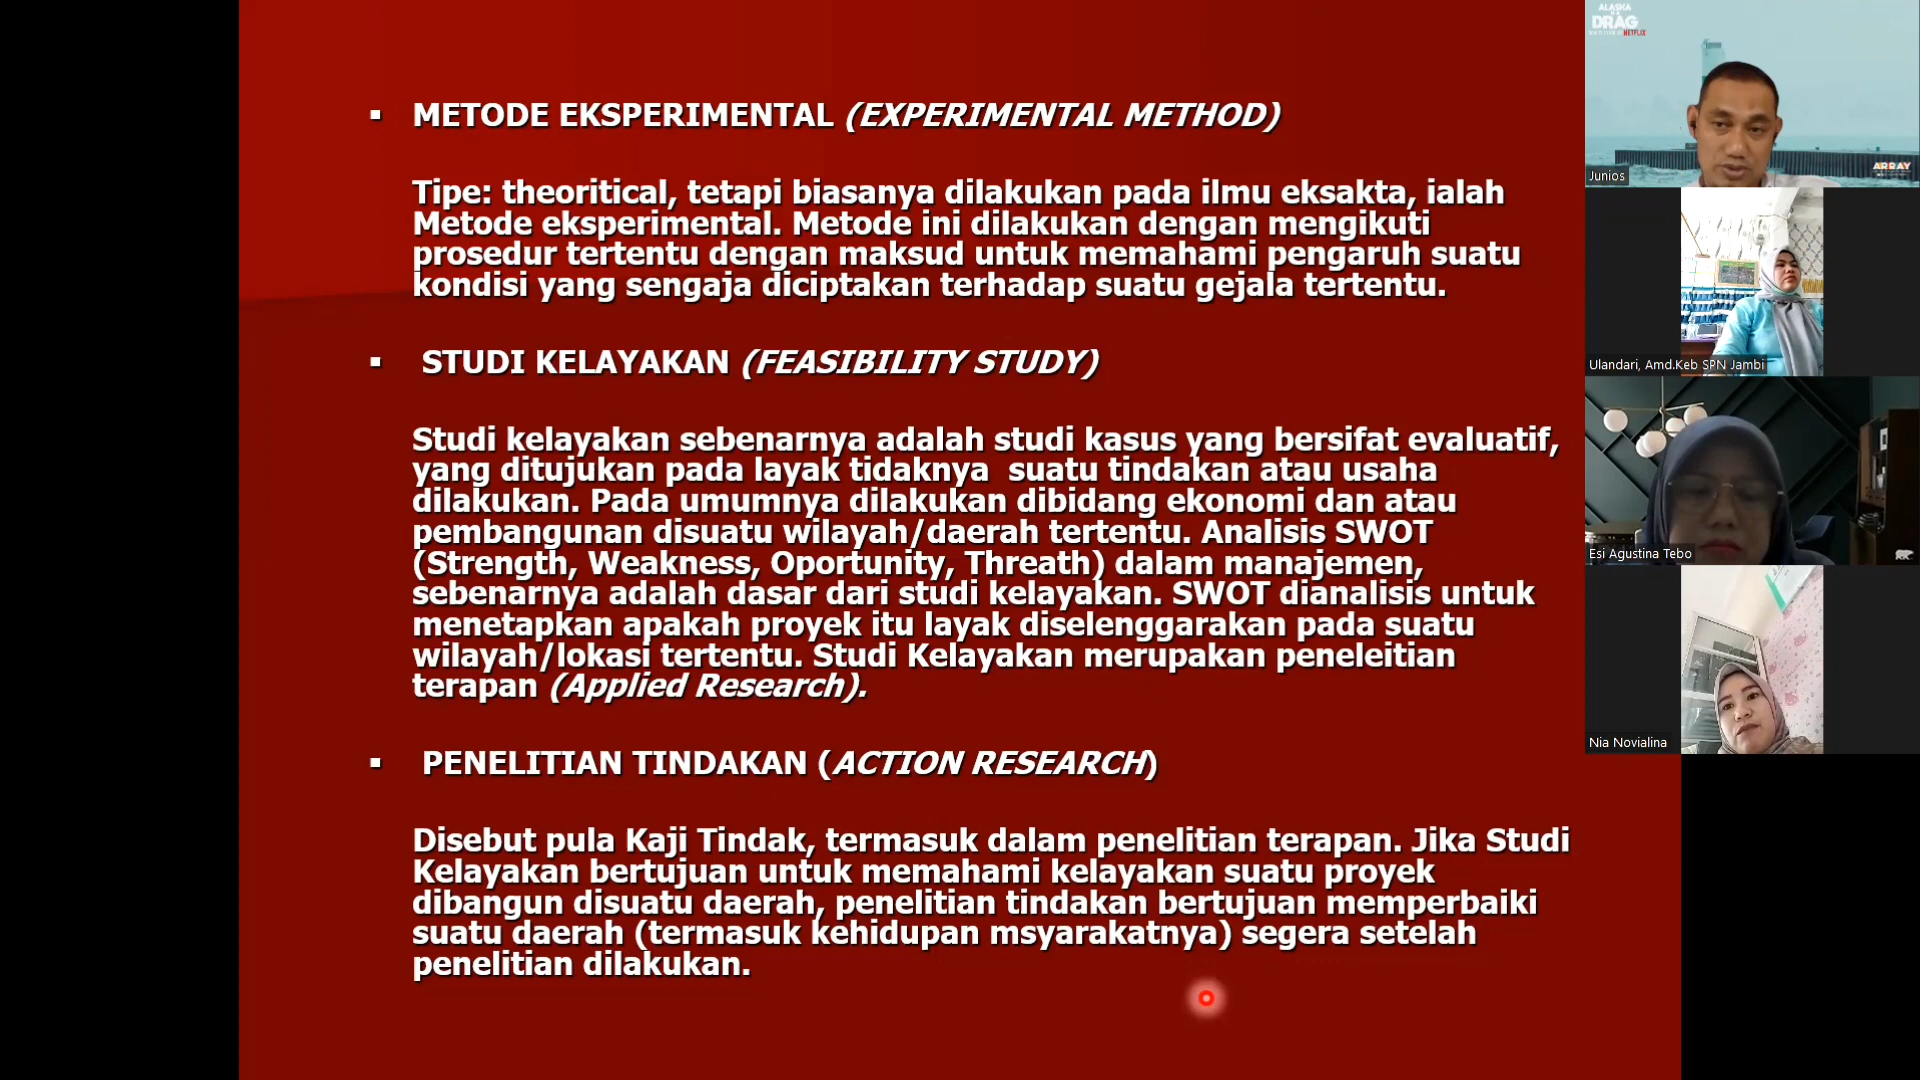 METODE EKSPERIMENTAL (EXPERIMENTAL METHOD)
Tipe: theoritical, tetapi biasanya dilakukan pada ilmu eksakta, ialah
Metode eksperimental. Metode ini dilakukan dengan mengikuti
prosedur tertentu dengan maksud untuk memahami pengaruh suatu
kondisi yang sengaja diciptakan terhadap suatu gejala tertentu.
STUDI KELAYAKAN (FEASIBILITY STUDY)
Studi kelayakan sebenarnya adalah studi kasus yang bersifat evaluatif,
yang ditujukan pada layak tidaknya suatu tindakan atau usaha
dilakukan. Pada umumnya dilakukan dibidang ekonomi dan atau
pembangunan disuatu wilayah/daerah tertentu. Analisis SWOT
(Strength, Weakness, Oportunity, Threath) dalam manajemen,
sebenarnya adalah dasar dari studi kelayakan. SWOT dianalisis untuk
menetapkan apakah proyek itu layak diselenggarakan pada suatu
wilayah/lokasi tertentu. Studi Kelayakan merupakan peneleitian
terapan (Applied Research).
PENELITIAN TINDAKAN (ACTION RESEARCH)
Disebut pula Kaji Tindak, termasuk dalam penelitian terapan. Jika Studi
Kelayakan bertujuan untuk memahami kelayakan suatu proyek
dibangun disuatu daerah, penelitian tindakan bertujuan memperbaiki
suatu daerah (termasuk kehidupan msyarakatnya) segera setelah
penelitian dilakukan.
ALASKA
DRAG
NETFLIX
ARRAY
Junios
Ulandari, Amd.Keb SPN Jambi
Esi Agustina Tebo
Nia Novialina